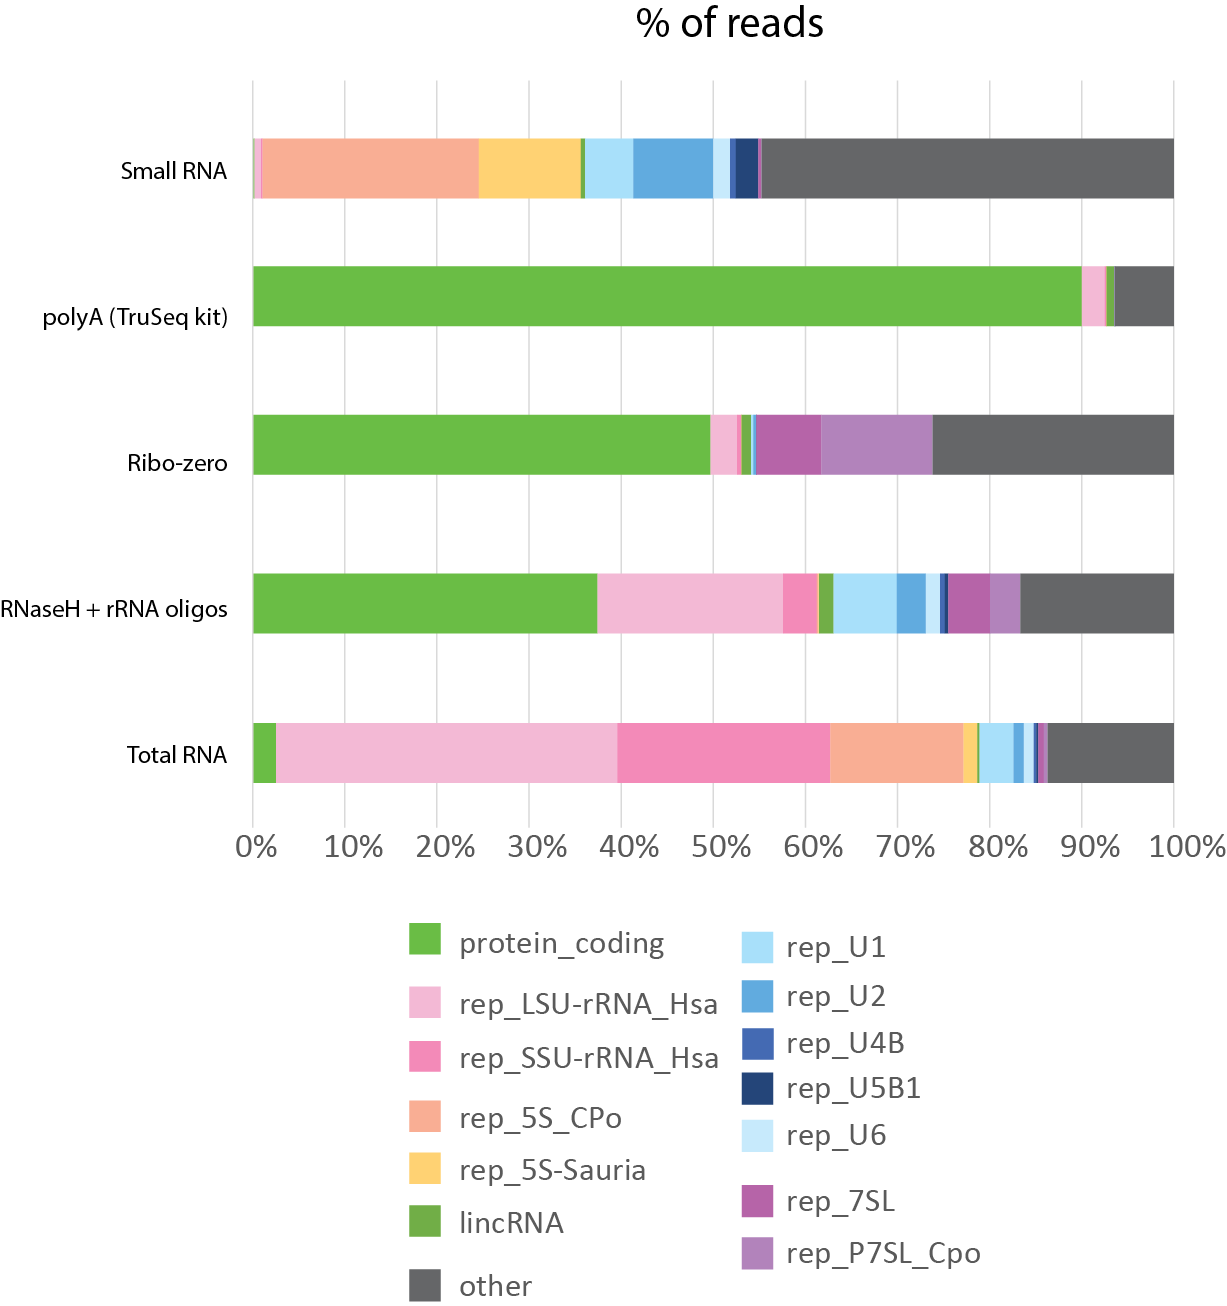 % of reads
Small RNA
polyA (TruSeq kit)
Ribo-zero
RNaseH + rRNA oligos
Total RNA
0% 10% 20% 30% 40% 50% 60% 70% 80% 90% 100%
protein_coding
rep_LSU-rRNA_Hsa
rep_SSU-rRNA_Hsa
rep_5S_CPo
rep_5S-Sauria
lincRNA
other
rep_U1
rep_U2
rep_U4B
rep_U5B1
rep_U6
rep_7SL
rep_P7SL_Cpo